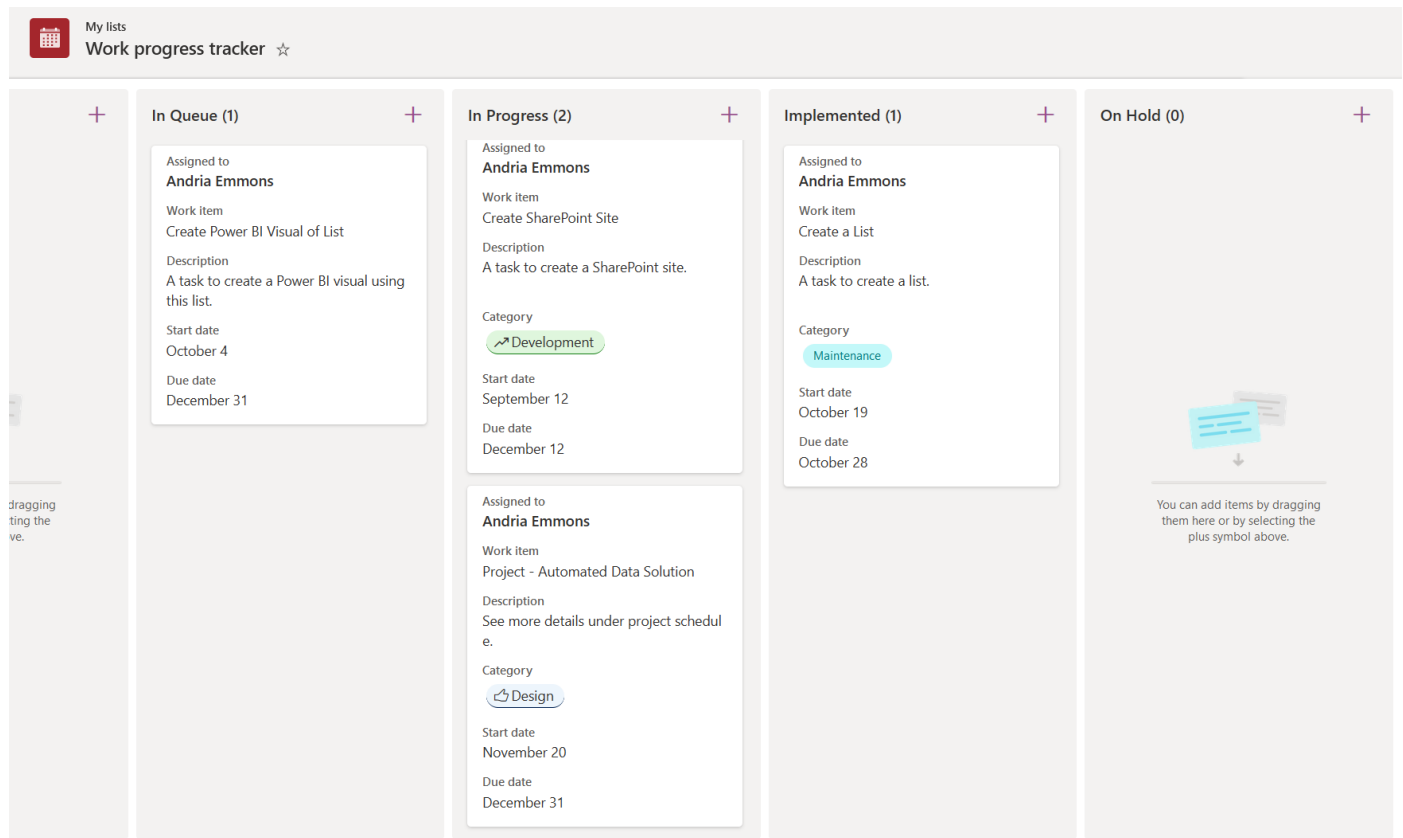 My lists
Work progress tracker
dragging
ting the
ve.
In Queue (1)
Assigned to
Andria Emmons
Work item
Create Power BI Visual of List
Description
A task to create a Power BI visual using
this list.
Start date
October 4
Due date
December 31
In Progress (2)
Assigned to
Andria Emmons
Work item
Create SharePoint Site
Description
A task to create a SharePoint site.
Category
Development
Start date
September 12
Due date
December 12
Assigned to
Andria Emmons
Work item
Project - Automated Data Solution
Description
See more details under project schedul
e.
Category
Design
Start date
November 20
Due date
December 31
Implemented (1)
Assigned to
Andria Emmons
Work item
Create a List
Description
A task to create a list.
Category
Maintenance
Start date
October 19
Due date
October 28
On Hold (0)
You can add items by dragging
them here or by selecting the
plus symbol above.